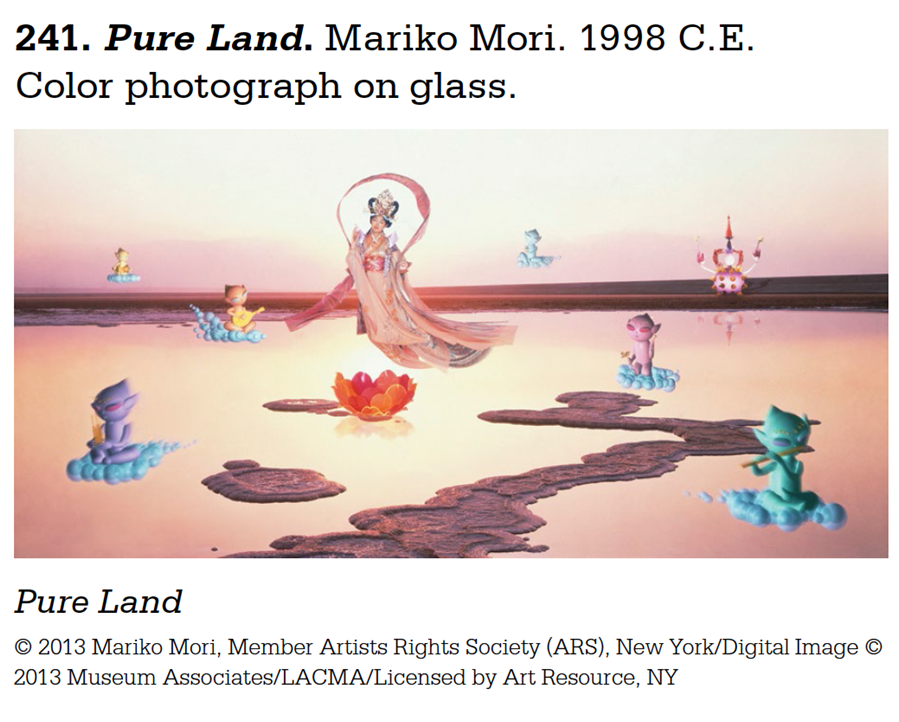 241. Pure Land. Mariko Mori. 1998 C.E.
Color photograph on glass.
Pure Land
© 2013 Mariko Mori, Member Artists Rights Society (ARS), New York/Digital Image ©
2013 Museum Associates/LACMA/Licensed by Art Resource, NY